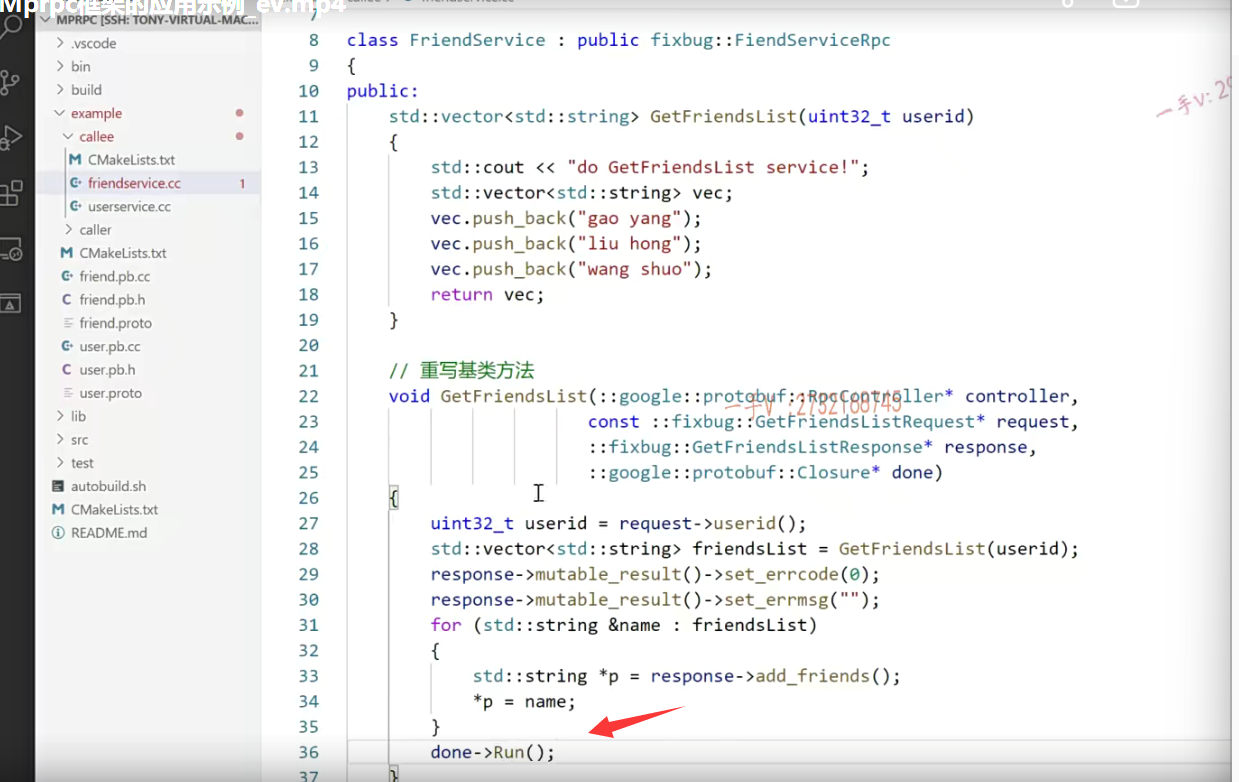 Mprpc框架的应用示例_ev.mp4
MPRPC [SSH: TONY-VIRTUAL-MAC...
.vscode
bin
build
example
callee
CMakeLists.txt
friendservice.cc 1
userservice.cc
caller
CMakeLists.txt
friend.pb.cc
friend.pb.h
friend.proto
user.pb.cc
user.pb.h
user.proto
lib
src
test
autobuild.sh
CMakeLists.txt
README.md
7
8 class FriendService : public fixbug::FiendServiceRpc
9 {
10 public:
11 std::vector<std::string> GetFriendsList(uint32_t userid)
12 {
13 std::cout << "do GetFriendsList service!";
14 std::vector<std::string> vec;
15 vec.push_back("gao yang");
16 vec.push_back("liu hong");
17 vec.push_back("wang shuo");
18 return vec;
19 }
20
21 // 重写基类方法
22 void GetFriendsList(::google::protobuf::RpcController* controller,
23 const ::fixbug::GetFriendsListRequest* request,
24 ::fixbug::GetFriendsListResponse* response,
25 ::google::protobuf::Closure* done)
26 {
27 uint32_t userid = request->userid();
28 std::vector<std::string> friendsList = GetFriendsList(userid);
29 response->mutable_result()->set_errcode(0);
30 response->mutable_result()->set_errmsg("");
31 for (std::string &name : friendsList)
32 {
33 std::string *p = response->add_friends();
34 *p = name;
35 }
36 done->Run();
37 }
一手V:
一手V :2752168745